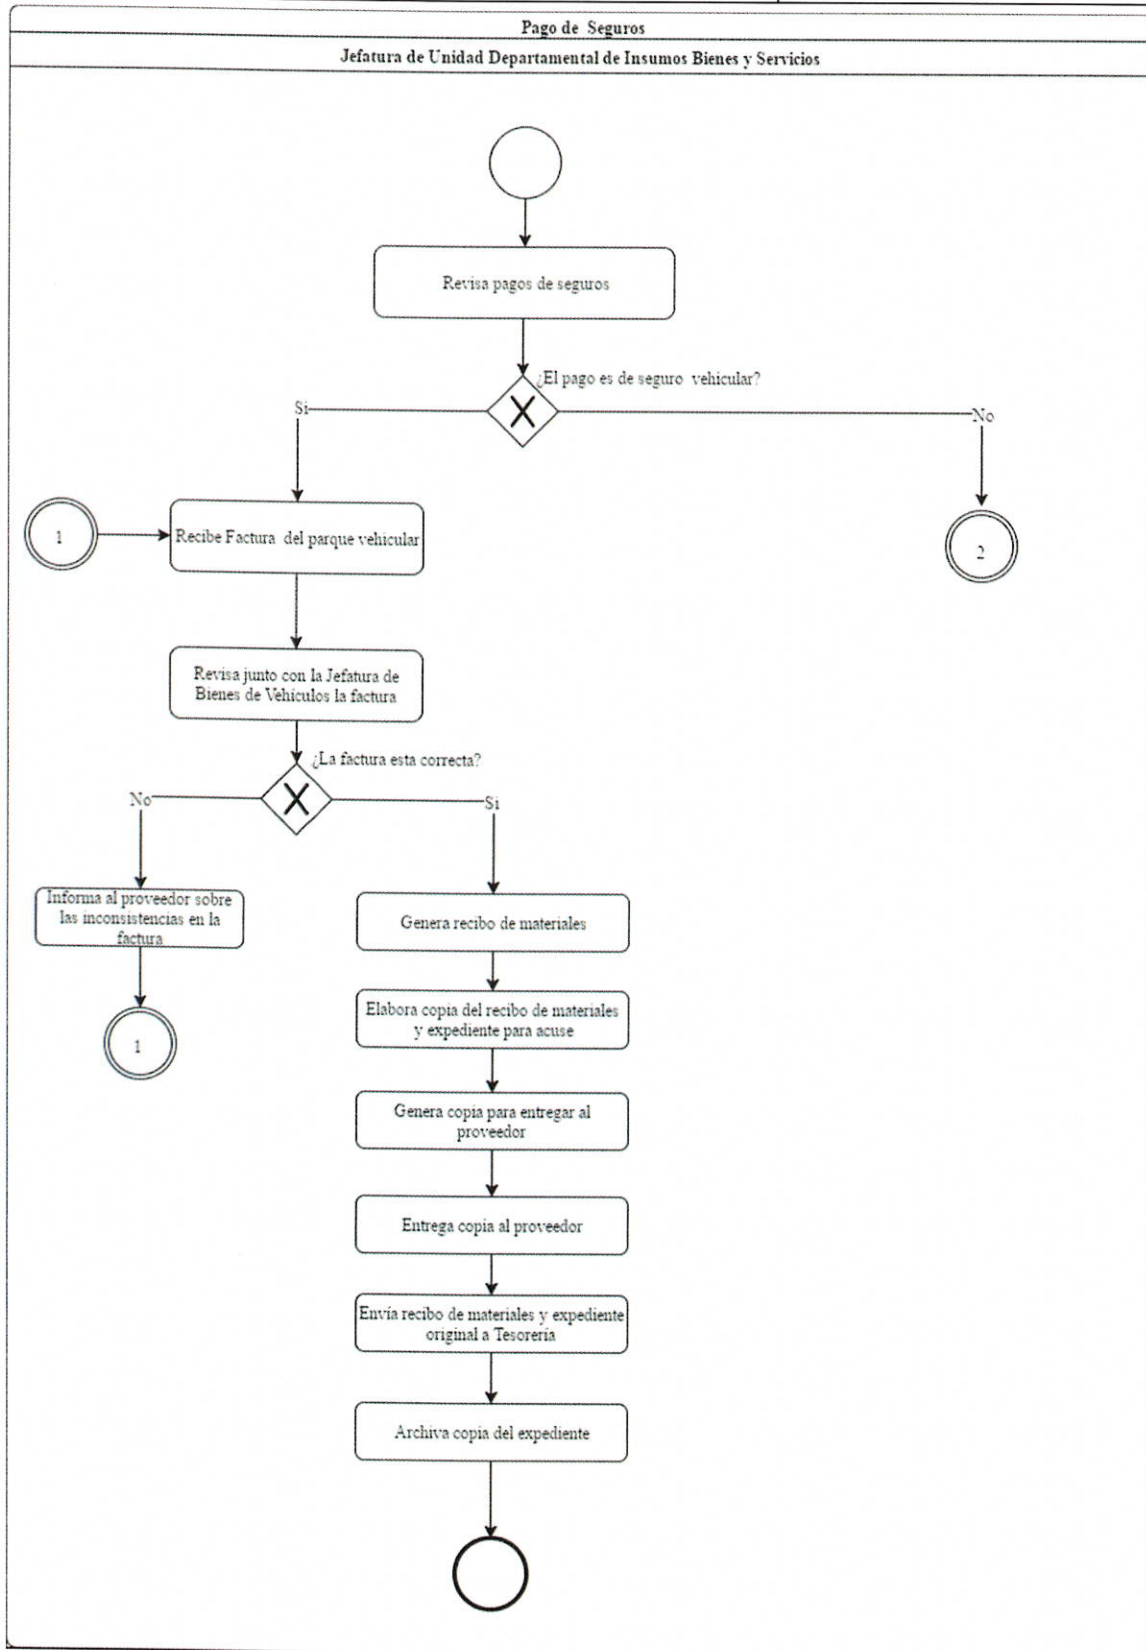 Pago de Seguros
Jefatura de Unidad Departamental de Insumos Bienes y Servicios
Revisa pagos de seguros
¿El pago es de seguro vehicular?
Si
No
1
Recibe Factura del parque vehicular
2
Revisa junto con la Jefatura de
Bienes de Vehículos la factura
¿La factura esta correcta?
No
Si
Informa al proveedor sobre
las inconsistencias en la
factura
Genera recibo de materiales
Elabora copia del recibo de materiales
y expediente para acuse
1
Genera copia para entregar al
proveedor
Entrega copia al proveedor
Envía recibo de materiales y expediente
original a Tesorería
Archiva copia del expediente